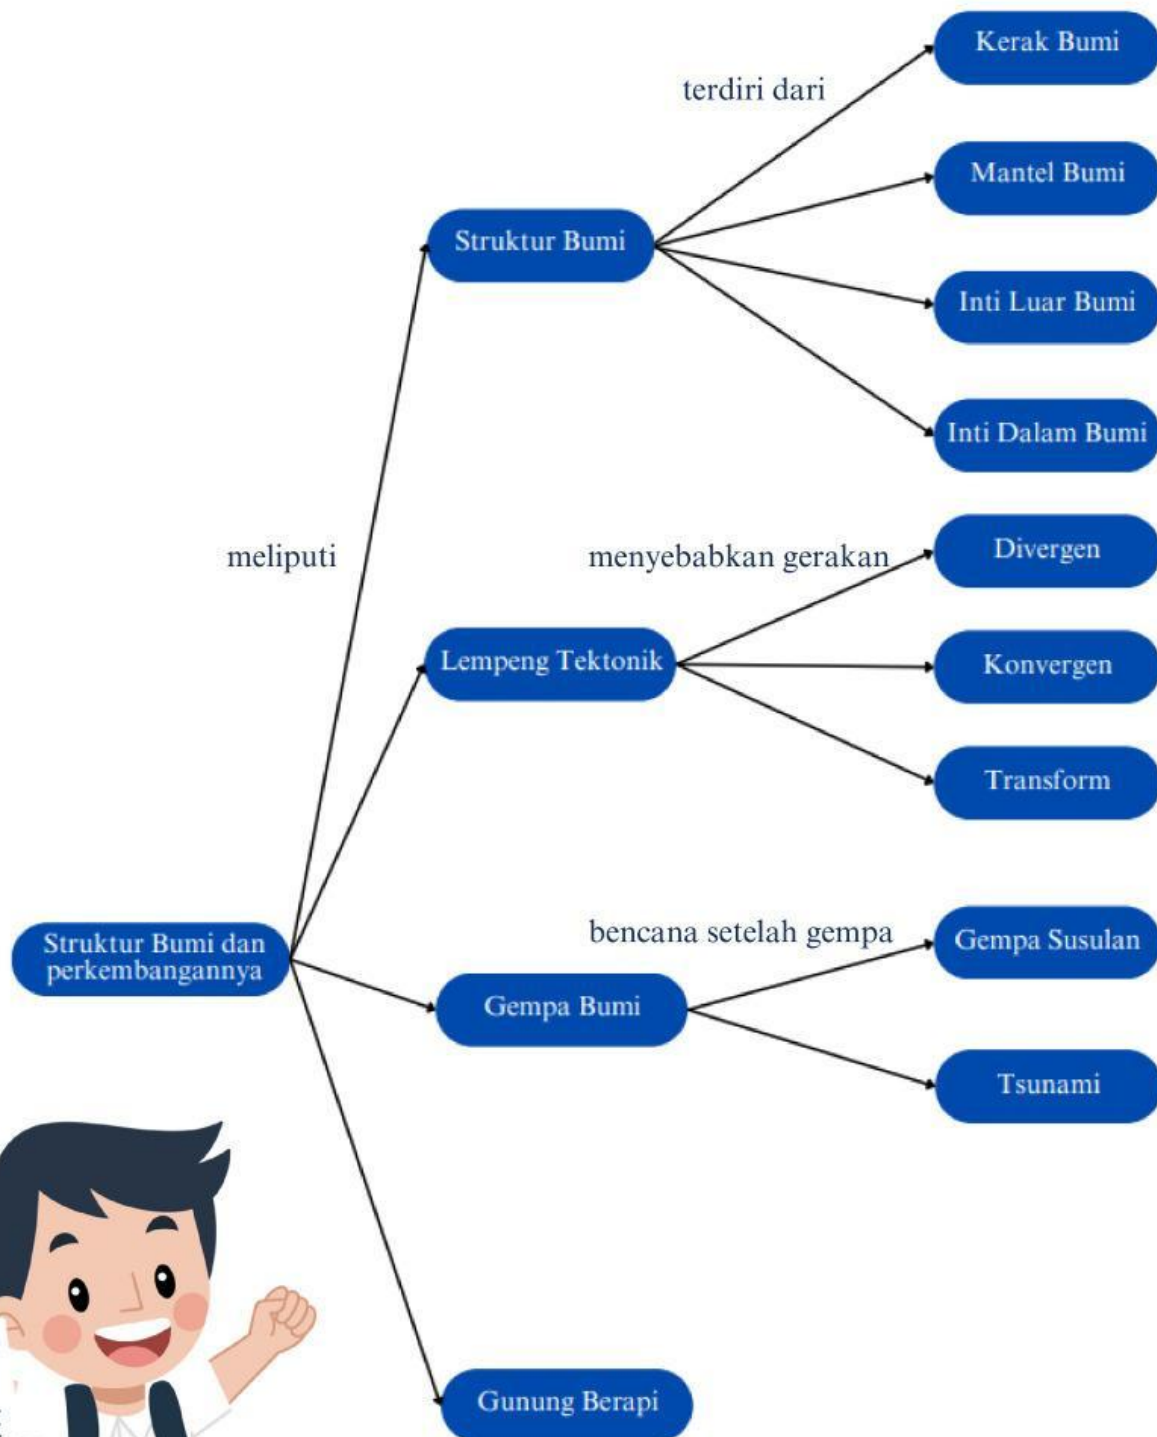 Kerak Bumi
terdiri dari
Mantel Bumi
Struktur Bumi
Inti Luar Bumi
Inti Dalam Bumi
meliputi
menyebabkan gerakan
Divergen
Lempeng Tektonik
Konvergen
Transform
Struktur Bumi dan
perkembangannya
bencana setelah gempa
Gempa Susulan
Gempa Bumi
Tsunami
Gunung Berapi